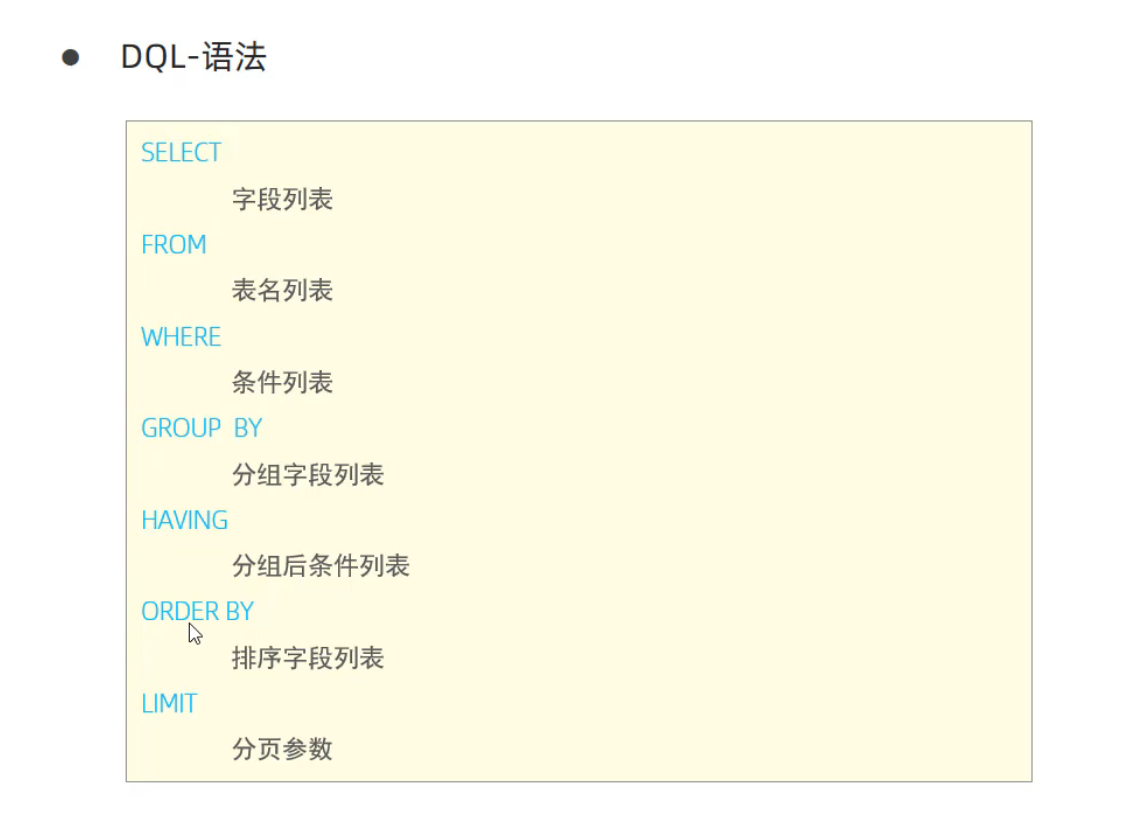 DQL-语法
SELECT
字段列表
FROM
表名列表
WHERE
条件列表
GROUP BY
分组字段列表
HAVING
分组后条件列表
ORDER BY
排序字段列表
LIMIT
分页参数